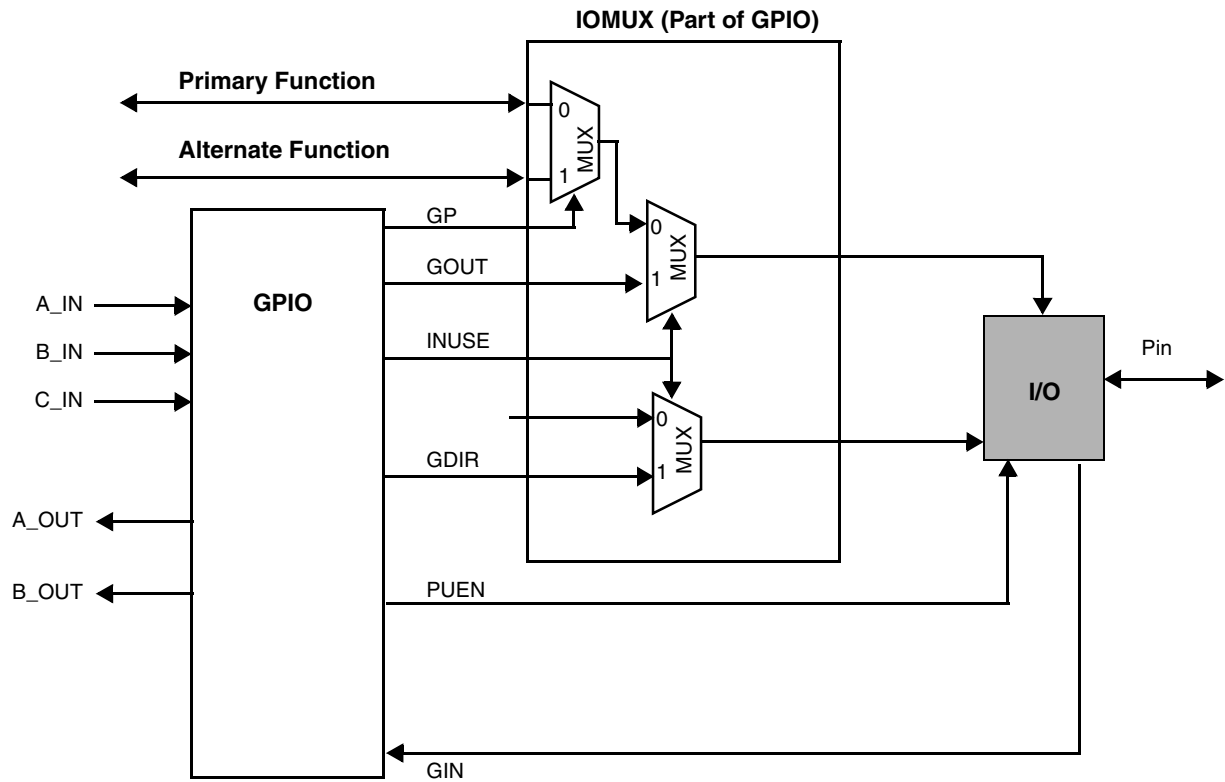 IOMUX (Part of GPIO)
Primary Function
0
MUX
Alternate Function
1
GP
0
MUX
GOUT
1
GPIO
A_IN
INUSE
B_IN
Pin
I/O
C_IN
0
MUX
GDIR
1
A_OUT
B_OUT
PUEN
GIN